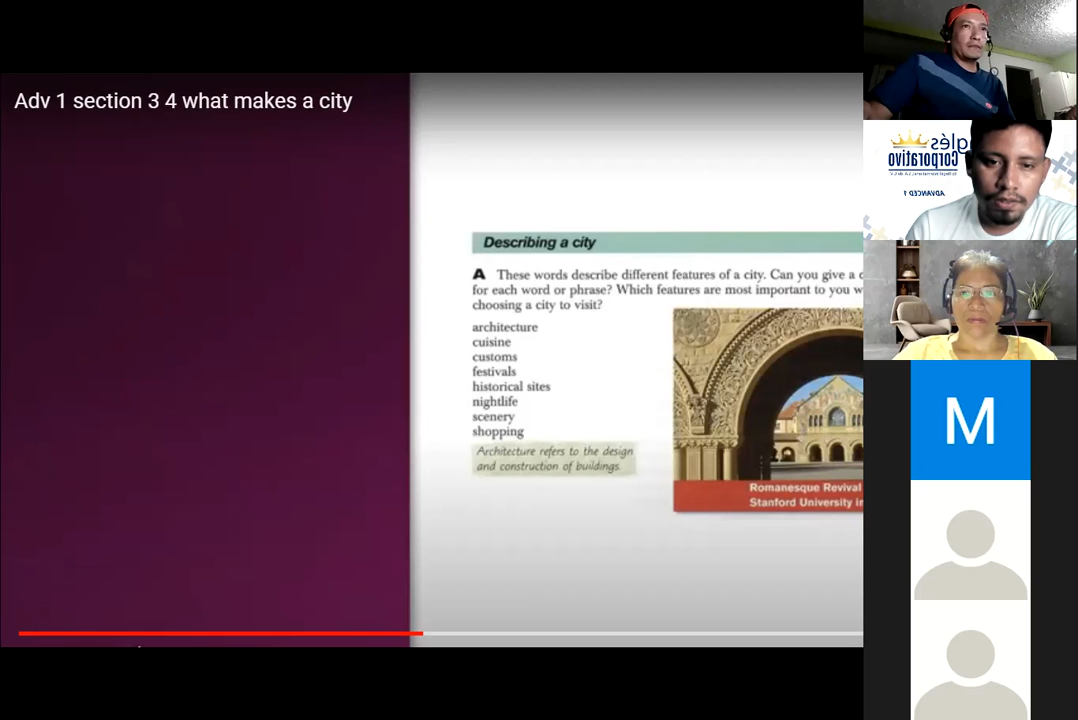 Adv 1 section 3 4 what makes a city
Describing a city
A These words describe different features of a city. Can you give a
for each word or phrase? Which features are most important to you
choosing a city to visit?
architecture
cuisine
customs
festivals
historical sites
nightlife
scenery
shopping
Architecture refers to the design
and construction of buildings.
Romanesque Revival
Stanford University
glés
Corporativo
ADVANCED 1
M